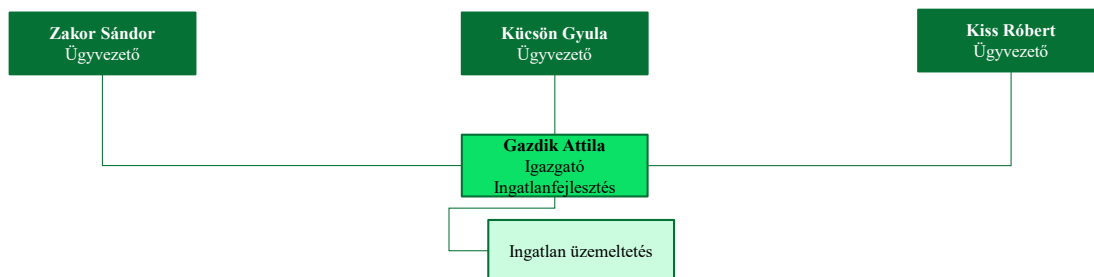 Zakor Sándor
Ügyvezető
Kücsön Gyula
Ügyvezető
Kiss Róbert
Ügyvezető
Gazdik Attila
Igazgató
Ingatlanfejlesztés
Ingatlan üzemeltetés